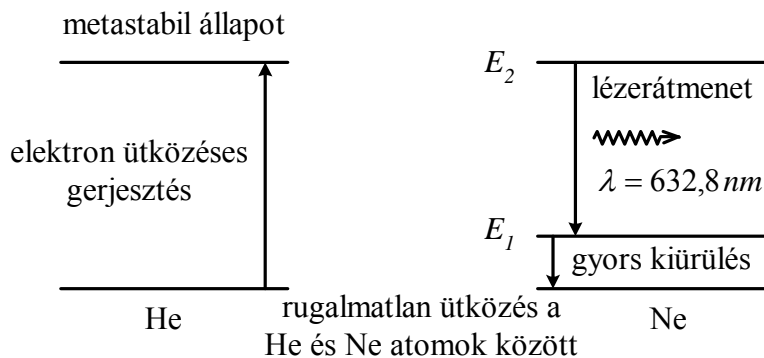 metastabil állapot
elektron ütközéses
gerjesztés
He
E₂
lézerátmenet
λ = 632,8 nm
E₁
gyors kiürülés
Ne
rugalmatlan ütközés a
He és Ne atomok között